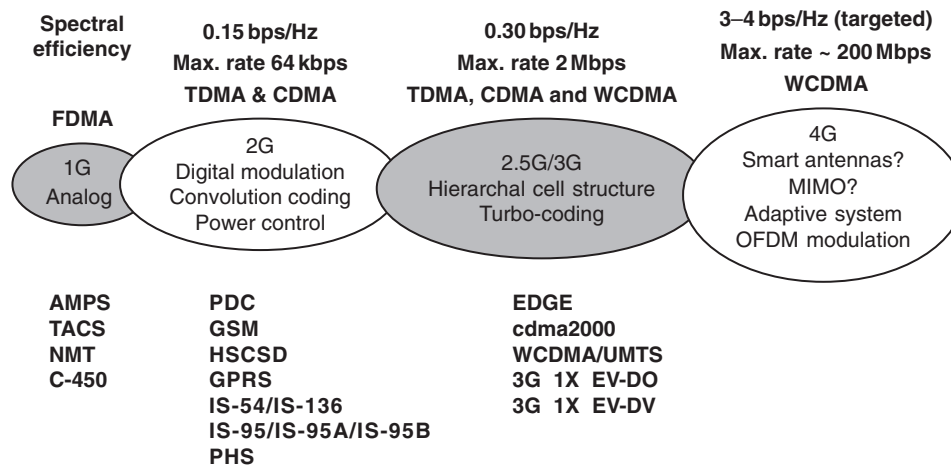 Spectral
efficiency
FDMA
1G
Analog
AMPS
TACS
NMT
C-450
0.15 bps/Hz
Max. rate 64 kbps
TDMA & CDMA
2G
Digital modulation
Convolution coding
Power control
PDC
GSM
HSCSD
GPRS
IS-54/IS-136
IS-95/IS-95A/IS-95B
PHS
0.30 bps/Hz
Max. rate 2 Mbps
TDMA, CDMA and WCDMA
2.5G/3G
Hierarchal cell structure
Turbo-coding
EDGE
cdma2000
WCDMA/UMTS
3G 1X EV-DO
3G 1X EV-DV
3–4 bps/Hz (targeted)
Max. rate ~ 200 Mbps
WCDMA
4G
Smart antennas?
MIMO?
Adaptive system
OFDM modulation